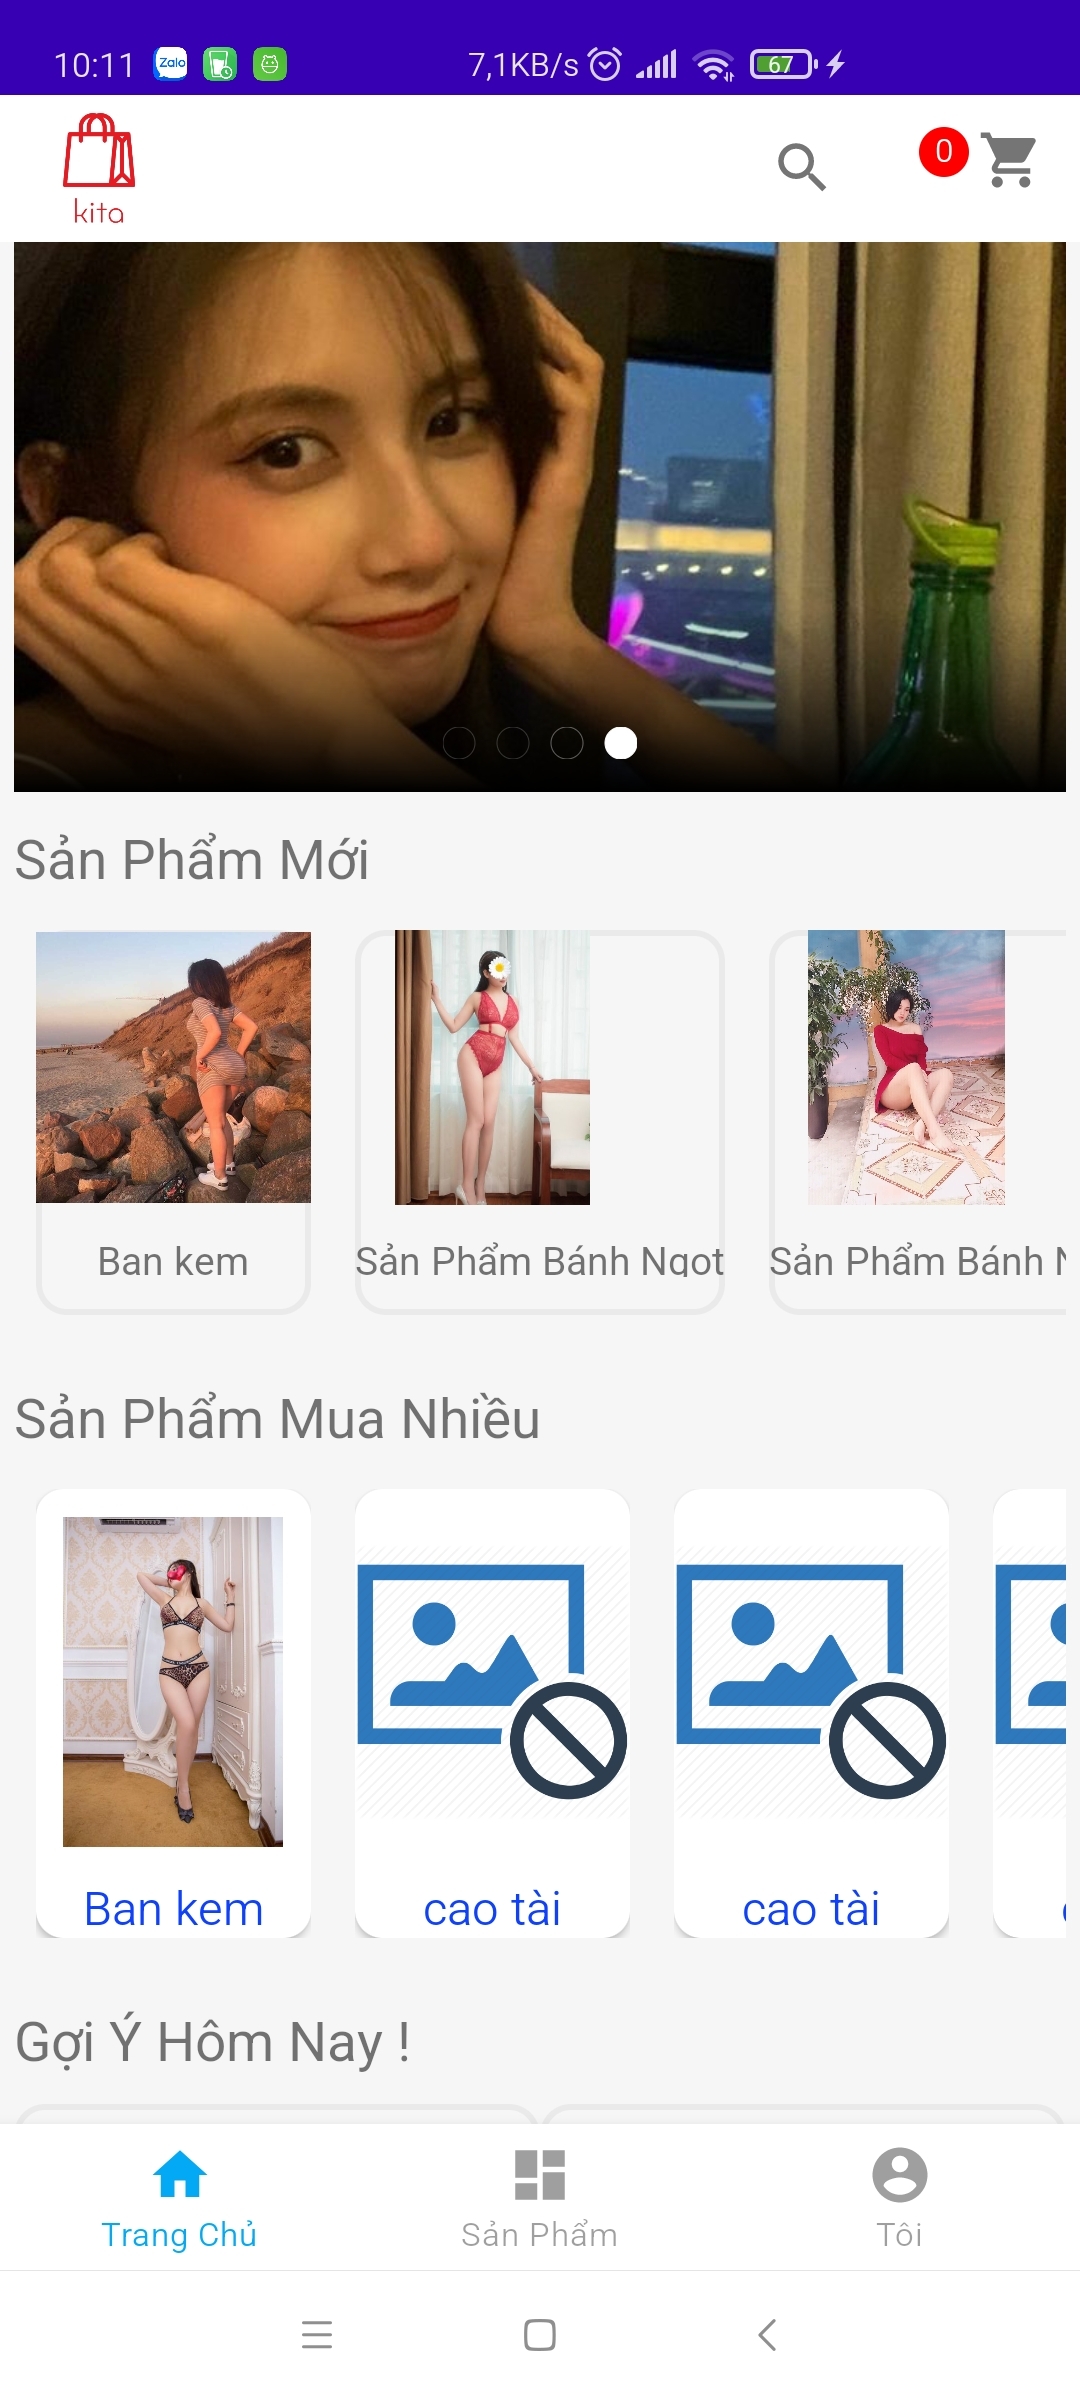 10:11 Zalo 7,1KB/s 67
kita
0
Sản Phẩm Mới
Ban kem
Sản Phẩm Bánh Ngọt
Sản Phẩm Bánh
Sản Phẩm Mua Nhiều
Ban kem
cao tài
cao tài
Gợi Ý Hôm Nay !
Trang Chủ
Sản Phẩm
Tôi